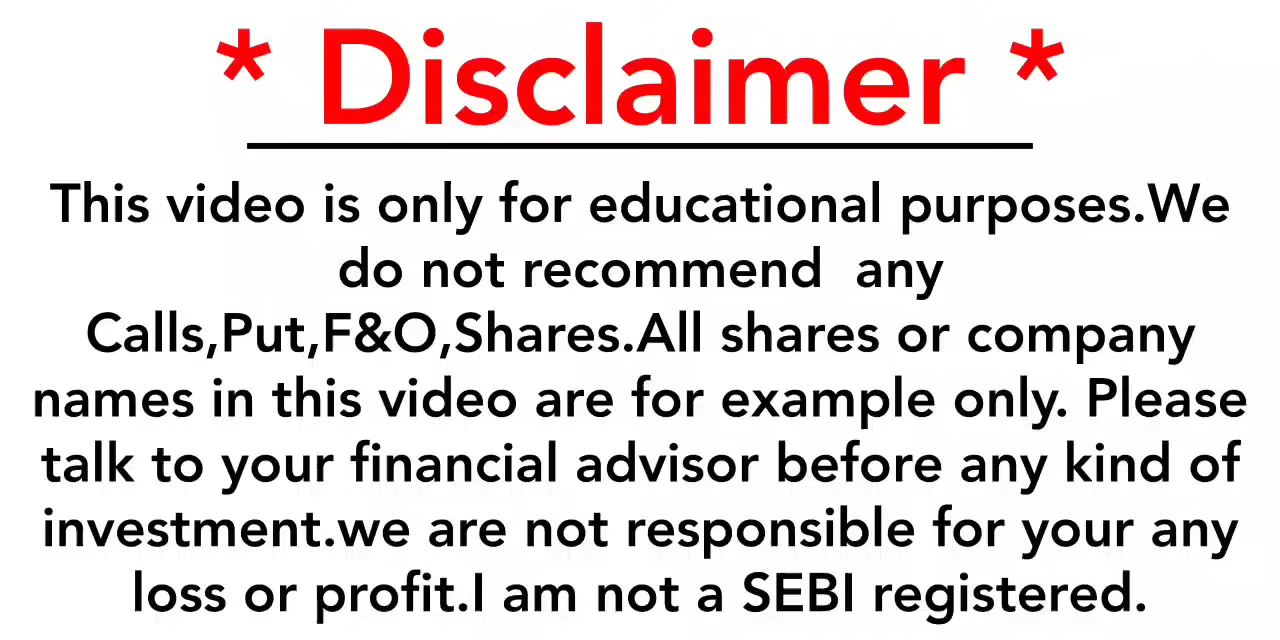 * Disclaimer *
This video is only for educational purposes.We
do not recommend  any
Calls,Put,F&O,Shares.All shares or company
names in this video are for example only. Please
talk to your financial advisor before any kind of
investment.we are not responsible for your any
loss or profit.I am not a SEBI registered.